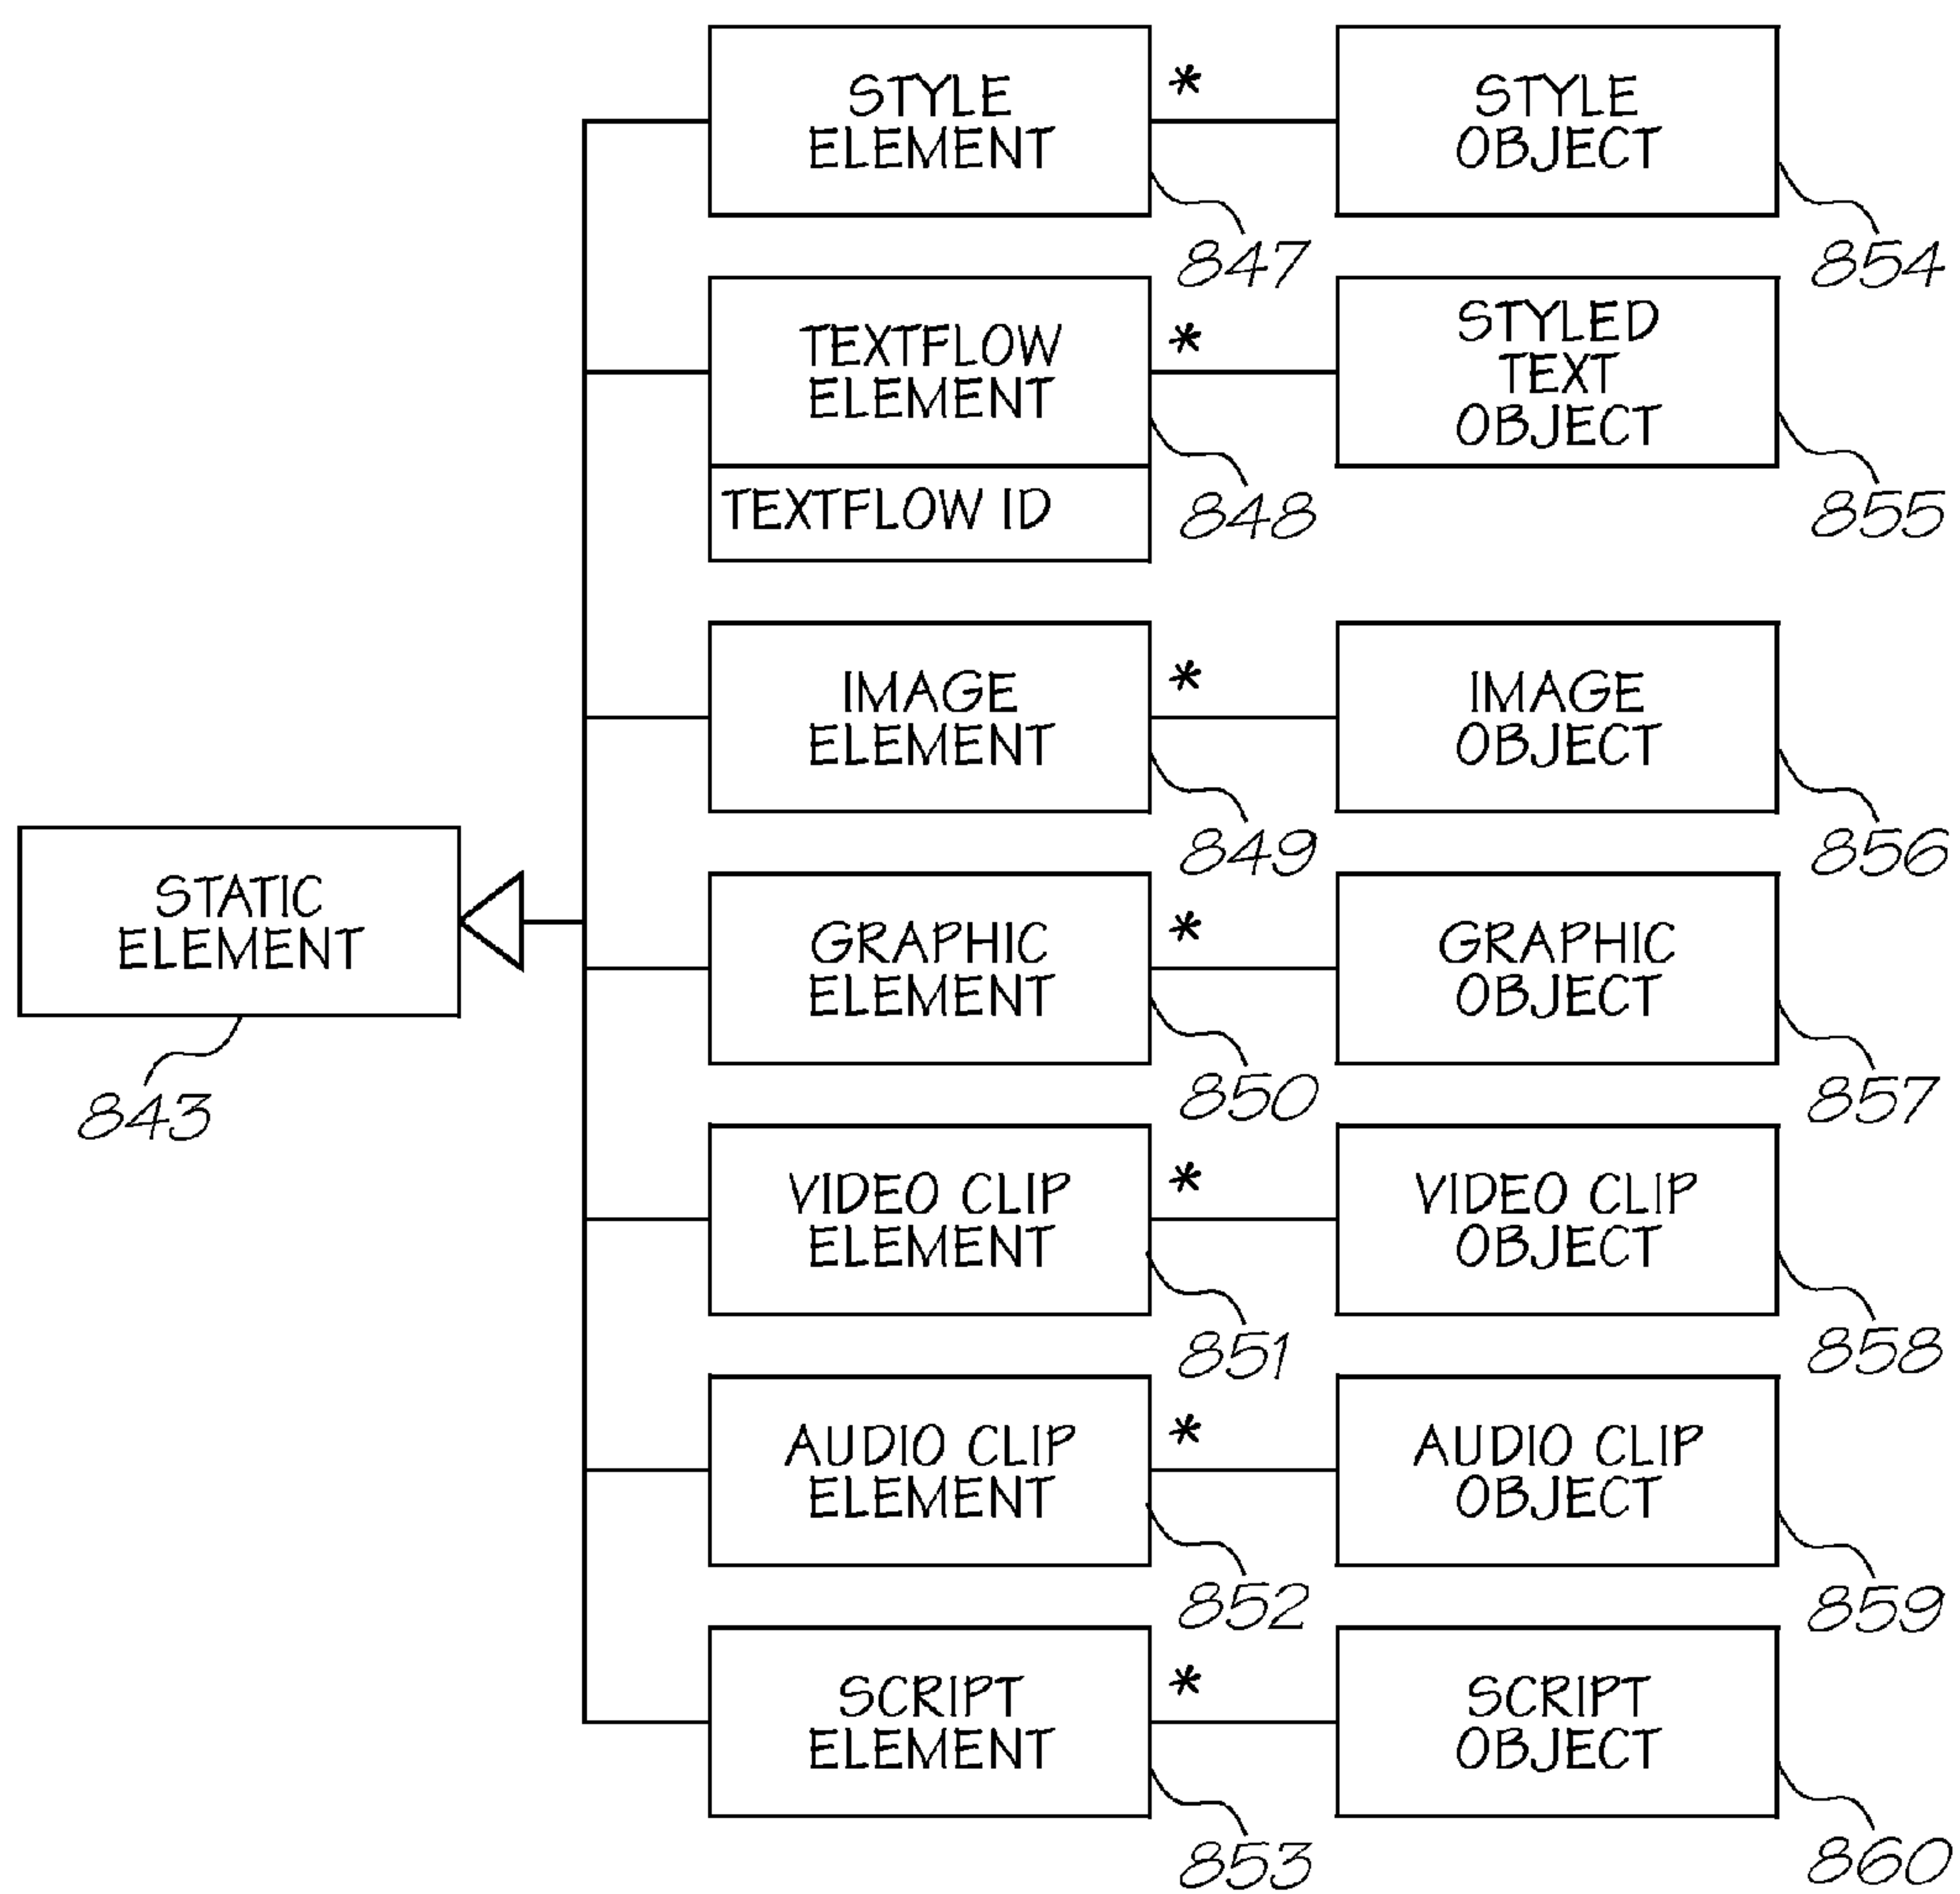 STYLE
ELEMENT
*
STYLE
OBJECT
847
854
TEXTFLOW
ELEMENT
*
STYLED
TEXT
OBJECT
TEXTFLOW ID
848
855
IMAGE
ELEMENT
*
IMAGE
OBJECT
849
856
STATIC
ELEMENT
843
GRAPHIC
ELEMENT
*
GRAPHIC
OBJECT
850
857
VIDEO CLIP
ELEMENT
*
VIDEO CLIP
OBJECT
851
858
AUDIO CLIP
ELEMENT
*
AUDIO CLIP
OBJECT
852
859
SCRIPT
ELEMENT
*
SCRIPT
OBJECT
853
860